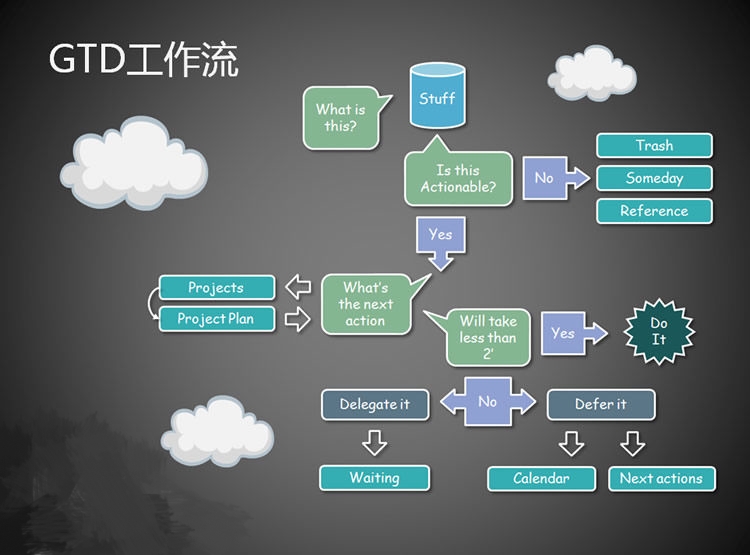 GTD工作流
Stuff
What is
this?
Is this
Actionable?
No
Trash
Someday
Reference
Yes
Projects
Project Plan
What's
the next
action
Will take
less than
2'
Yes
Do
It
Delegate it
No
Defer it
Waiting
Calendar
Next actions